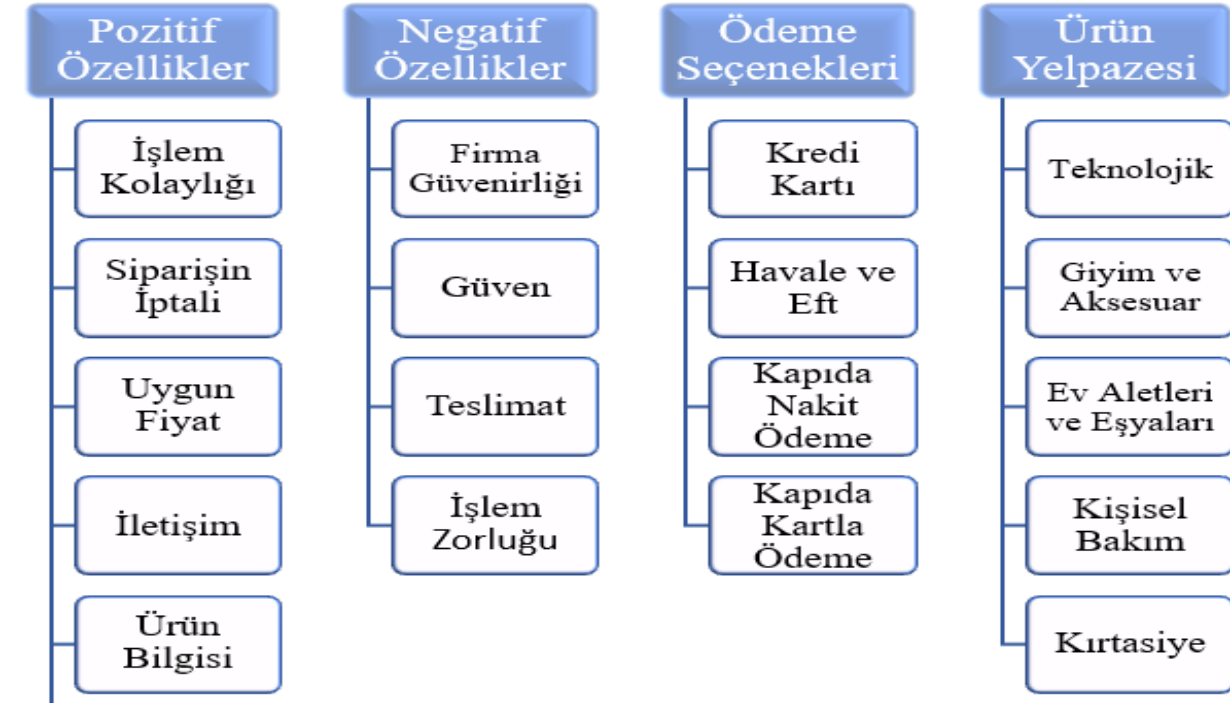 Pozitif
Özellikler
İşlem
Kolaylığı
Siparişin
İptali
Uygun
Fiyat
İletişim
Ürün
Bilgisi
Negatif
Özellikler
Firma
Güvenirliği
Güven
Teslimat
İşlem
Zorluğu
Ödeme
Seçenekleri
Kredi
Kartı
Havale ve
Eft
Kapıda
Nakit
Ödeme
Kapıda
Kartla
Ödeme
Ürün
Yelpazesi
Teknolojik
Giyim ve
Aksesuar
Ev Aletleri
ve Eşyaları
Kişisel
Bakım
Kırtasiye